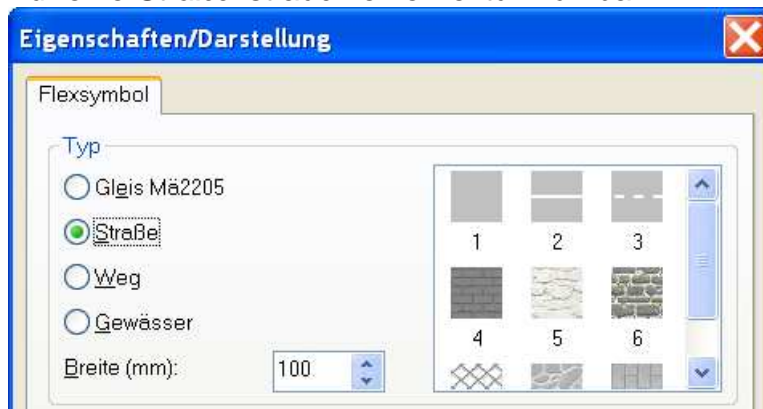 Eigenschaften/Darstellung
Flexsymbol
Typ
Gleis Mä2205
Straße
Weg
Gewässer
Breite (mm): 100
1 2 3
4 5 6